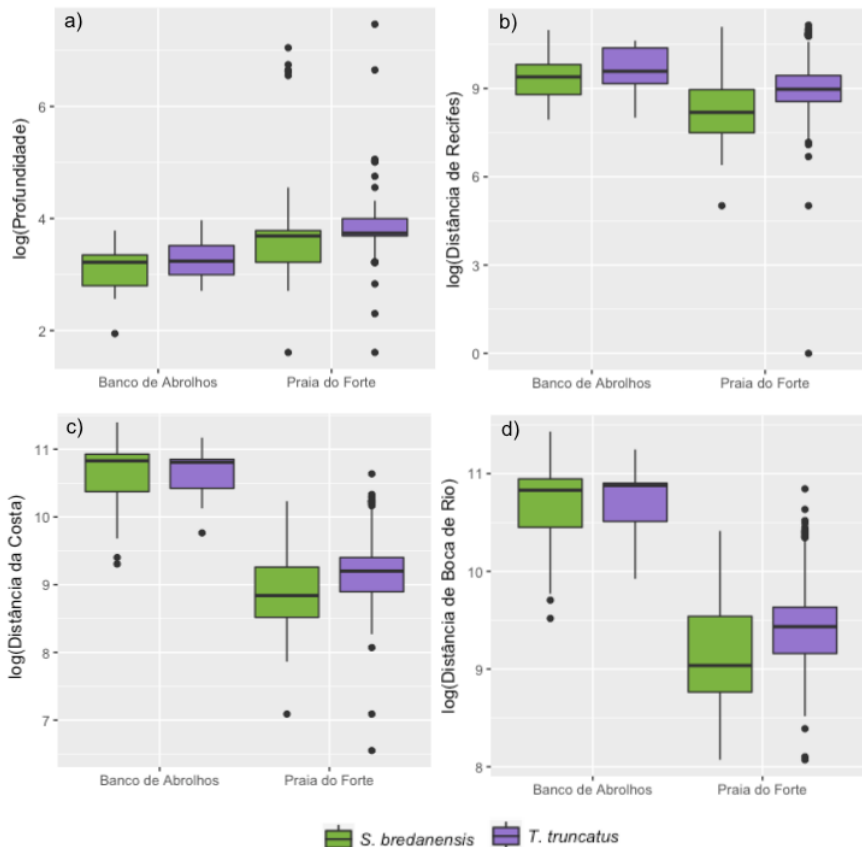 a)
log(Profundidade)
6
4
2
Banco de Abrolhos Praia do Forte
b)
log(Distância de Recifes)
9
6
3
0
Banco de Abrolhos Praia do Forte
c)
log(Distância da Costa)
11
10
9
8
7
Banco de Abrolhos Praia do Forte
d)
log(Distância de Boca de Rio)
11
10
9
8
Banco de Abrolhos Praia do Forte
S. bredanensis T. truncatus